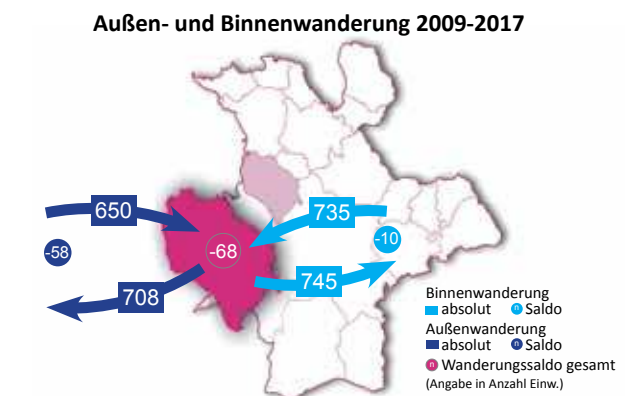 Außen- und Binnenwanderung 2009-2017
650
735
-58
-68
-10
708
745
Binnenwanderung
absolut n Saldo
Außenwanderung
absolut n Saldo
n Wanderungssaldo gesamt
(Angabe in Anzahl Einw.)